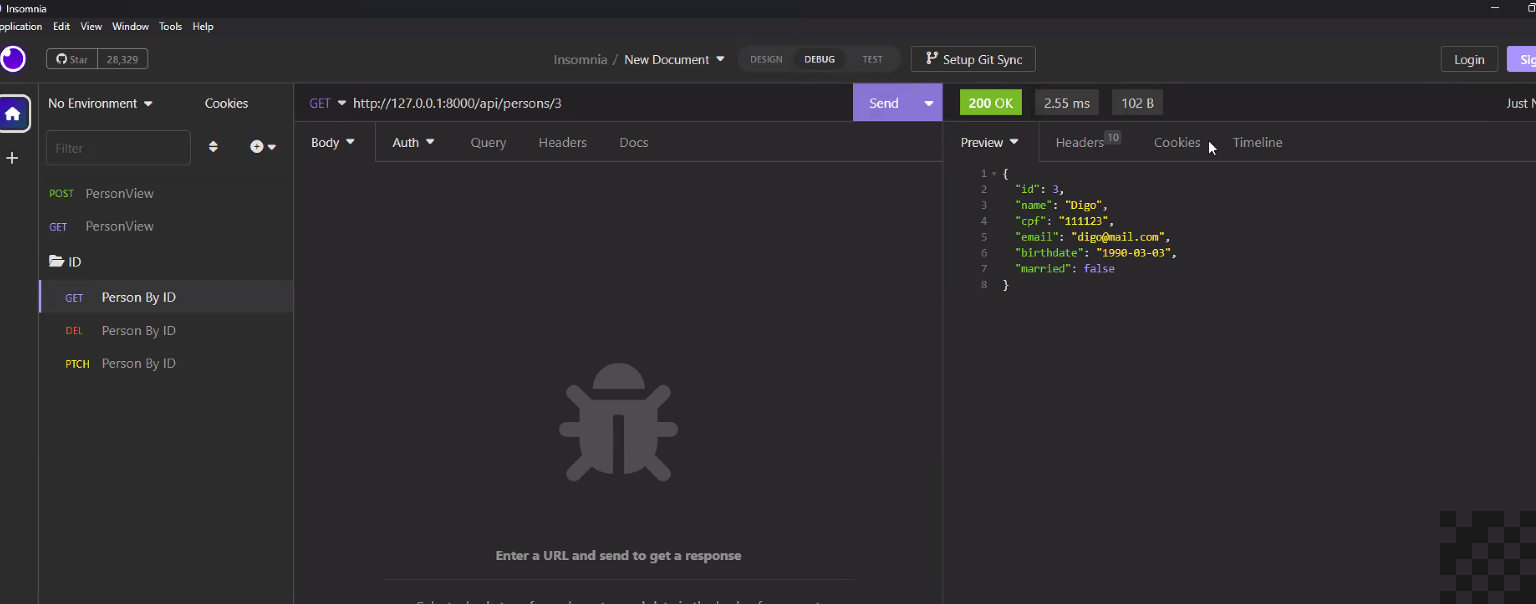 Insomnia
pplication Edit View Window Tools Help
Star 28,329
Insomnia / New Document
DESIGN DEBUG TEST
Setup Git Sync
Login
Sig
No Environment
Cookies
Filter
POST PersonView
GET PersonView
ID
GET Person By ID
DEL Person By ID
PTCH Person By ID
GET http://127.0.0.1:8000/api/persons/3
Send
Body Auth Query Headers Docs
Enter a URL and send to get a response
200 OK 2.55 ms 102 B Just N
Preview Headers 10 Cookies Timeline
1 {
2 "id": 3,
3 "name": "Digo",
4 "cpf": "111123",
5 "email": "digo@mail.com",
6 "birthdate": "1990-03-03",
7 "married": false
8 }